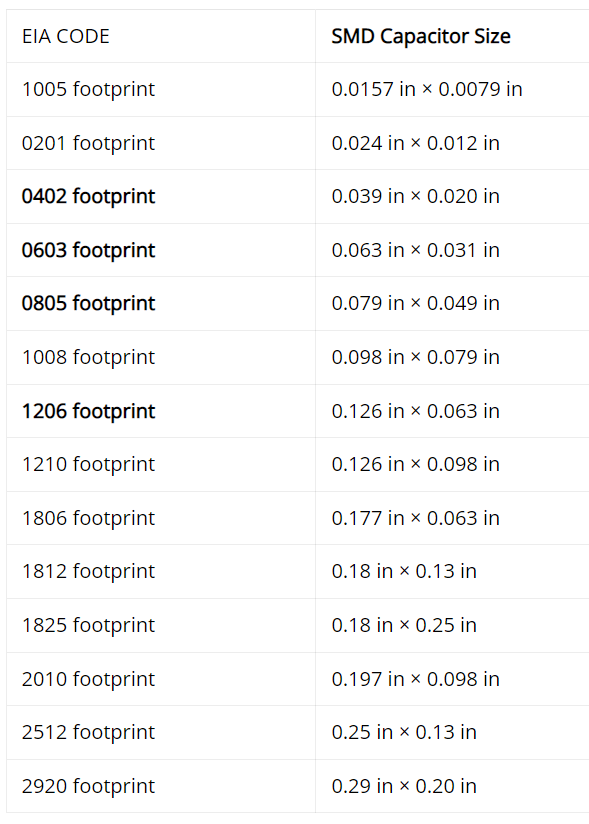 EIA CODE SMD Capacitor Size
1005 footprint 0.0157 in × 0.0079 in
0201 footprint 0.024 in × 0.012 in
0402 footprint 0.039 in × 0.020 in
0603 footprint 0.063 in × 0.031 in
0805 footprint 0.079 in × 0.049 in
1008 footprint 0.098 in × 0.079 in
1206 footprint 0.126 in × 0.063 in
1210 footprint 0.126 in × 0.098 in
1806 footprint 0.177 in × 0.063 in
1812 footprint 0.18 in × 0.13 in
1825 footprint 0.18 in × 0.25 in
2010 footprint 0.197 in × 0.098 in
2512 footprint 0.25 in × 0.13 in
2920 footprint 0.29 in × 0.20 in